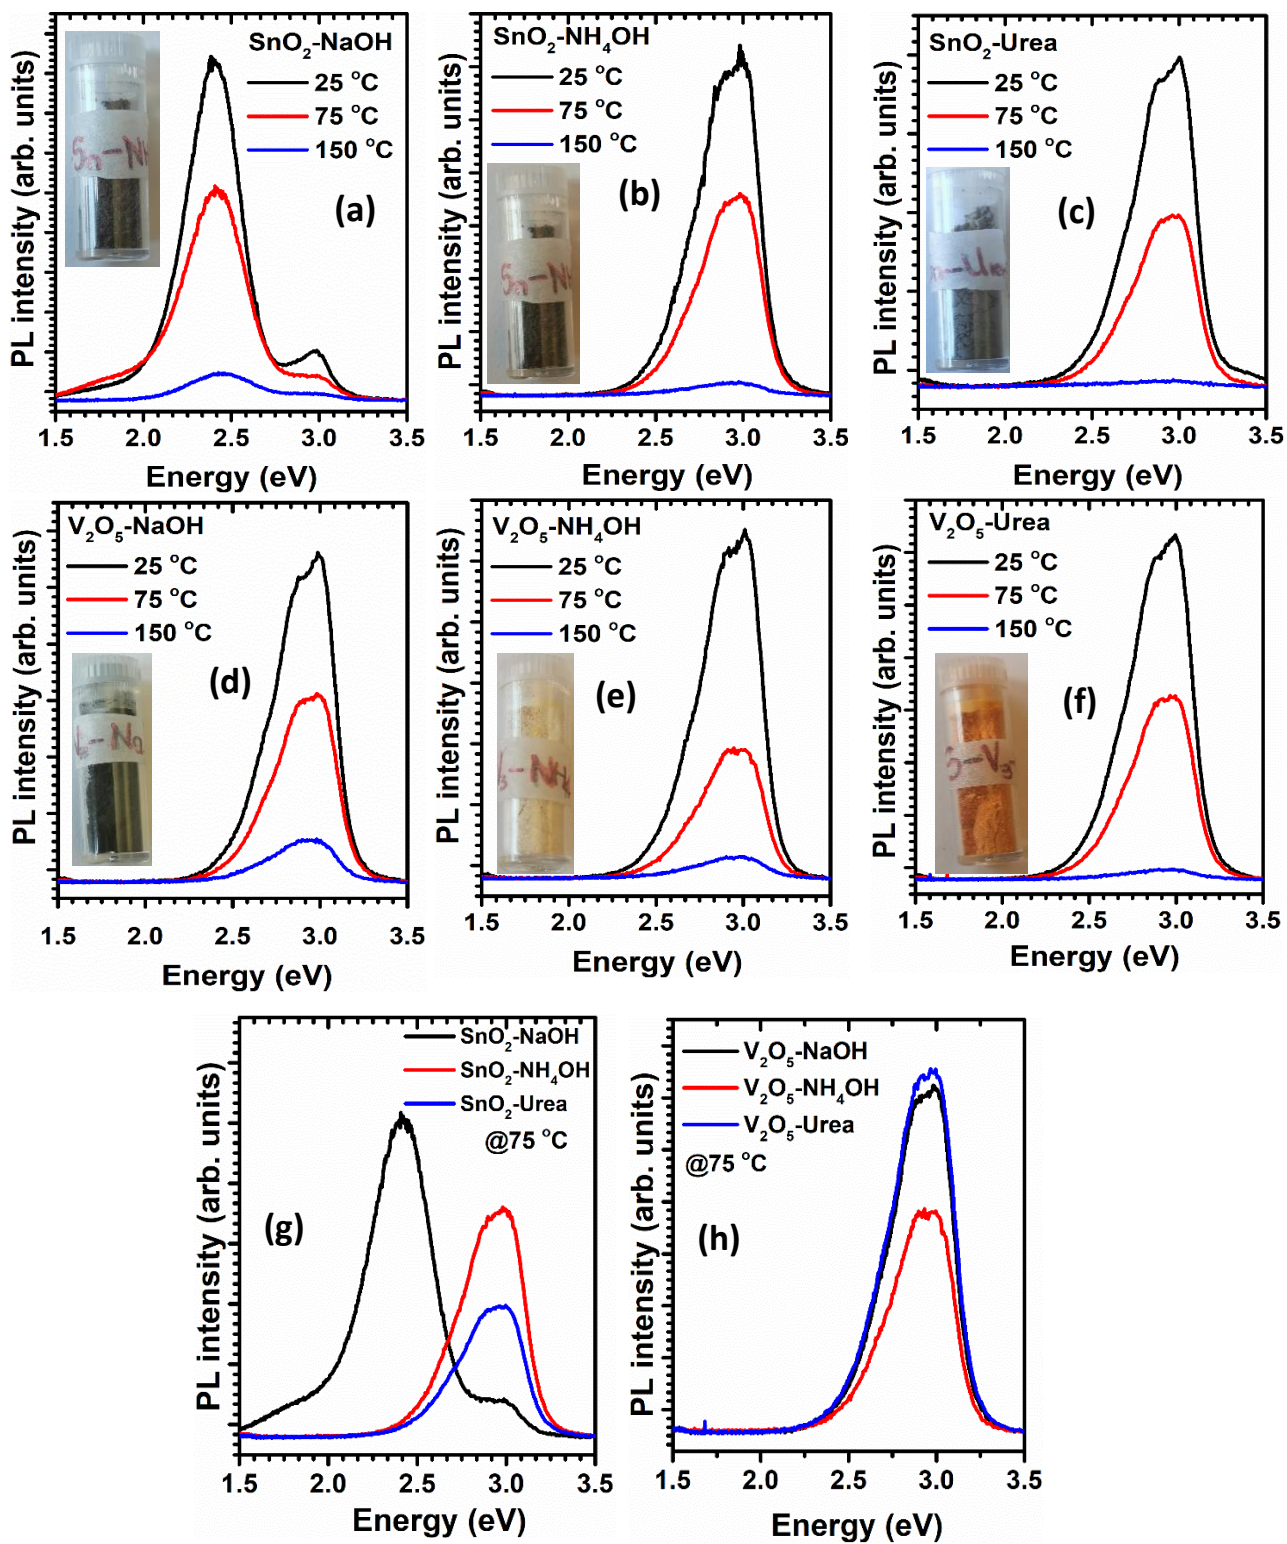 SnO2-NaOH
25 °C
75 °C
150 °C
Sn-N
(a)
PL intensity (arb. units)
1.5 2.0 2.5 3.0 3.5
Energy (eV)
SnO2-NH4OH
25 °C
75 °C
150 °C
Sn-N
(b)
PL intensity (arb. units)
1.5 2.0 2.5 3.0 3.5
Energy (eV)
SnO2-Urea
25 °C
75 °C
150 °C
(c)
PL intensity (arb. units)
1.5 2.0 2.5 3.0 3.5
Energy (eV)
V2O5-NaOH
25 °C
75 °C
150 °C
(d)
PL intensity (arb. units)
1.5 2.0 2.5 3.0 3.5
Energy (eV)
V2O5-NH4OH
25 °C
75 °C
150 °C
(e)
PL intensity (arb. units)
1.5 2.0 2.5 3.0 3.5
Energy (eV)
V2O5-Urea
25 °C
75 °C
150 °C
(f)
PL intensity (arb. units)
1.5 2.0 2.5 3.0 3.5
Energy (eV)
SnO2-NaOH
SnO2-NH4OH
SnO2-Urea
@75 °C
(g)
PL intensity (arb. units)
1.5 2.0 2.5 3.0 3.5
Energy (eV)
V2O5-NaOH
V2O5-NH4OH
V2O5-Urea
@75 °C
(h)
PL intensity (arb. units)
1.5 2.0 2.5 3.0 3.5
Energy (eV)